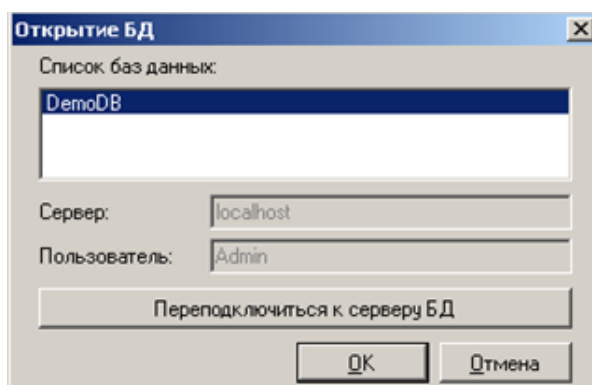 Открытие БД
Список баз данных:
DemoDB
Сервер: localhost
Пользователь: Admin
Переподключиться к серверу БД
OK Отмена